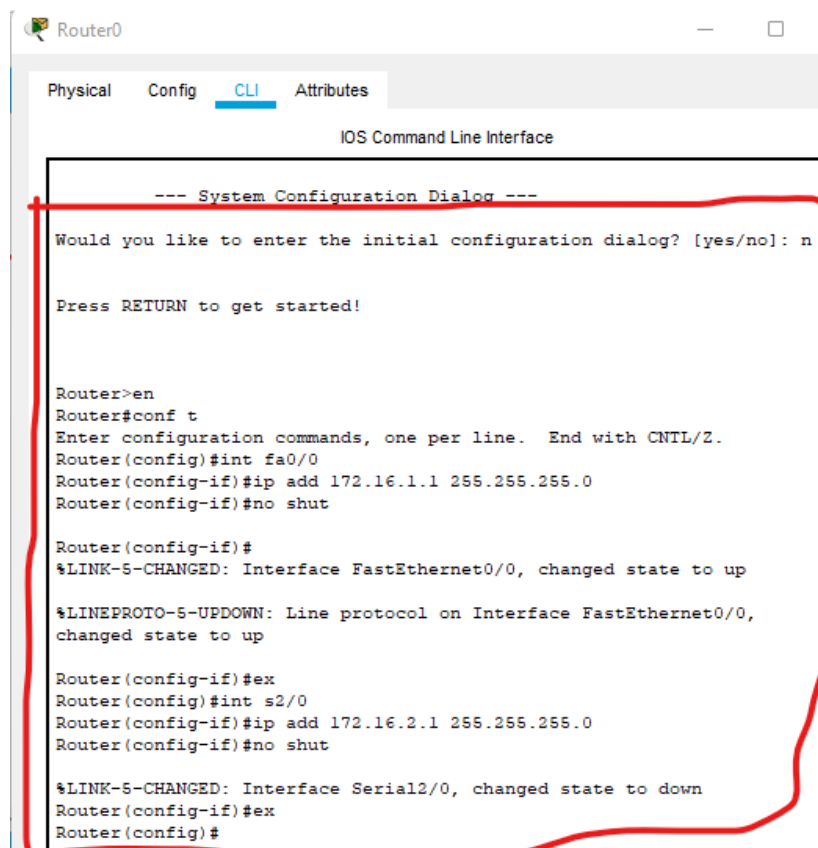 Router0
Physical Config CLI Attributes
IOS Command Line Interface
--- System Configuration Dialog ---
Would you like to enter the initial configuration dialog? [yes/no]: n
Press RETURN to get started!
Router>en
Router#conf t
Enter configuration commands, one per line.  End with CNTL/Z.
Router(config)#int fa0/0
Router(config-if)#ip add 172.16.1.1 255.255.255.0
Router(config-if)#no shut
Router(config-if)#
%LINK-5-CHANGED: Interface FastEthernet0/0, changed state to up
%LINEPROTO-5-UPDOWN: Line protocol on Interface FastEthernet0/0,
changed state to up
Router(config-if)#ex
Router(config)#int s2/0
Router(config-if)#ip add 172.16.2.1 255.255.255.0
Router(config-if)#no shut
%LINK-5-CHANGED: Interface Serial2/0, changed state to down
Router(config-if)#ex
Router(config)#